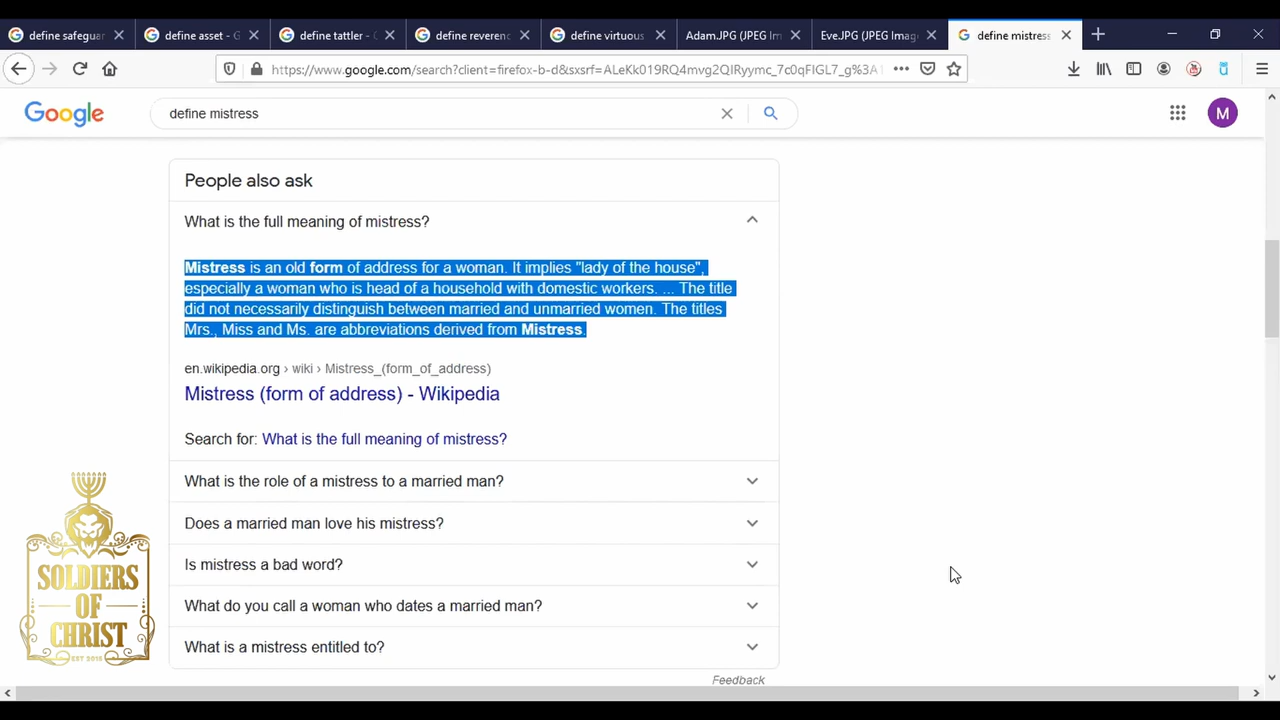 define safeguar
define asset - G
define tattler - G
define reverenc
define virtuous
Adam.JPG (JPEG Im
Eve.JPG (JPEG Imag
define mistress
https://www.google.com/search?client=firefox-b-d&sxsrf=ALeKk019RQ4mvg2QIRyymc_7c0qFIGL7_g%3A1
Google
define mistress
M
People also ask
What is the full meaning of mistress?
Mistress is an old form of address for a woman. It implies "lady of the house",
especially a woman who is head of a household with domestic workers. ... The title
did not necessarily distinguish between married and unmarried women. The titles
Mrs., Miss and Ms. are abbreviations derived from Mistress.
en.wikipedia.org › wiki › Mistress_(form_of_address)
Mistress (form of address) - Wikipedia
Search for: What is the full meaning of mistress?
What is the role of a mistress to a married man?
Does a married man love his mistress?
Is mistress a bad word?
What do you call a woman who dates a married man?
What is a mistress entitled to?
Feedback
SOLDIERS
OF
CHRIST
EST 2015